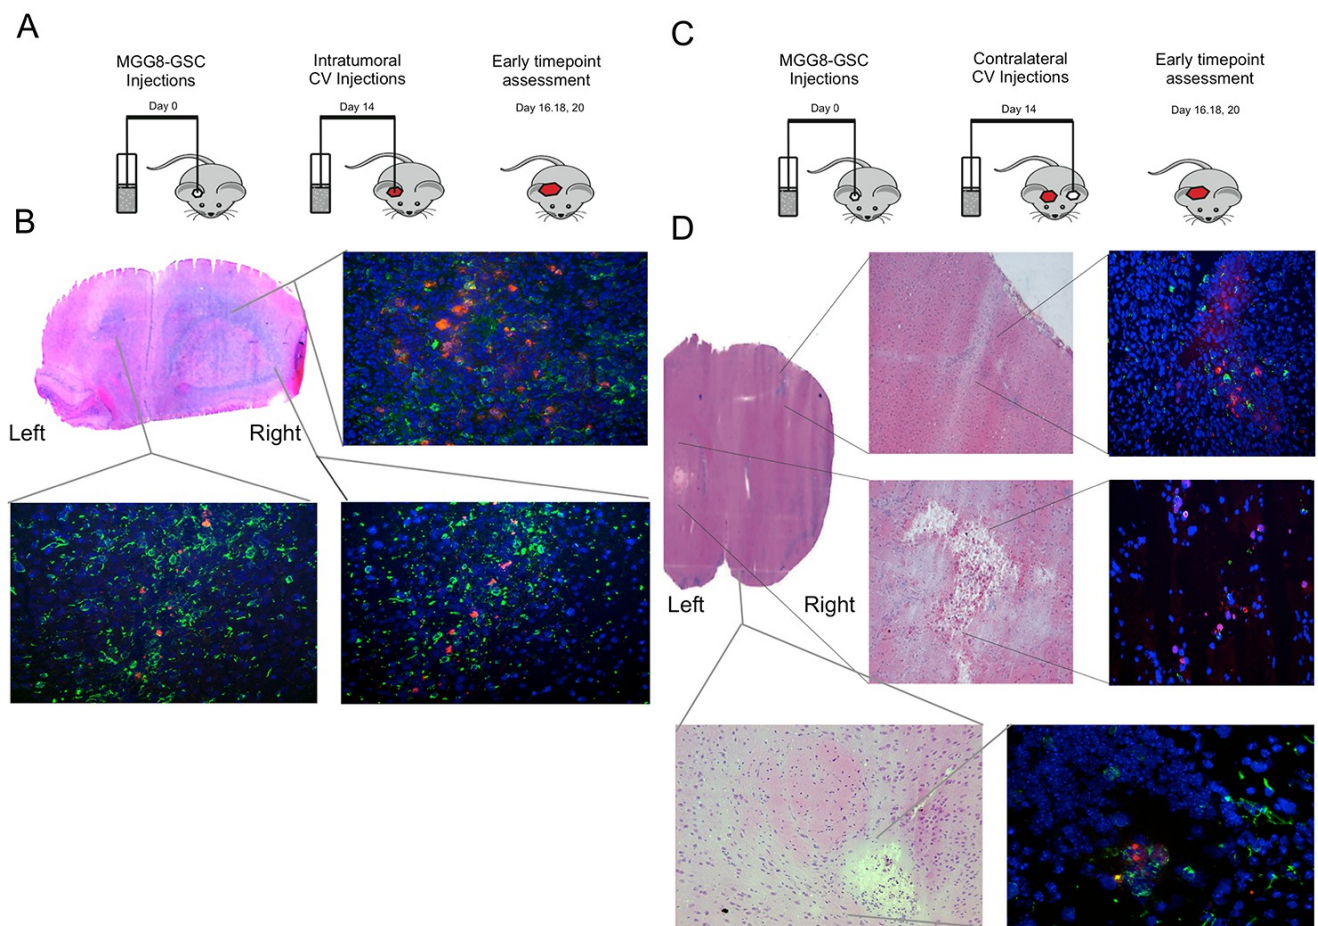 A
MGG8-GSC
Injections
Day 0
Intratumoral
CV Injections
Day 14
Early timepoint
assessment
Day 16.18, 20
B
Left
Right
C
MGG8-GSC
Injections
Day 0
Contralateral
CV Injections
Day 14
Early timepoint
assessment
Day 16.18, 20
D
Left
Right